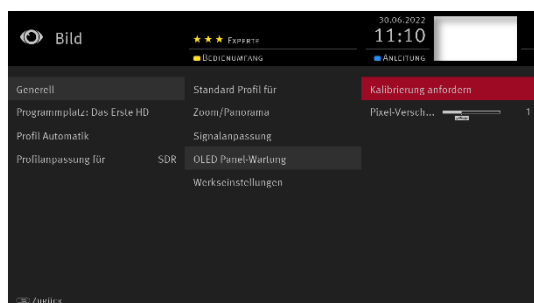 Bild
★★★ EXPERTE
BEDIENUMFANG
30.06.2022
11:10
ANLEITUNG
Generell
Programmplatz: Das Erste HD
Profil Automatik
Profilanpassung für SDR
Standard Profil für
Zoom/Panorama
Signalanpassung
OLED Panel-Wartung
Werkseinstellungen
Kalibrierung anfordern
Pixel-Versch... 1
Zurück